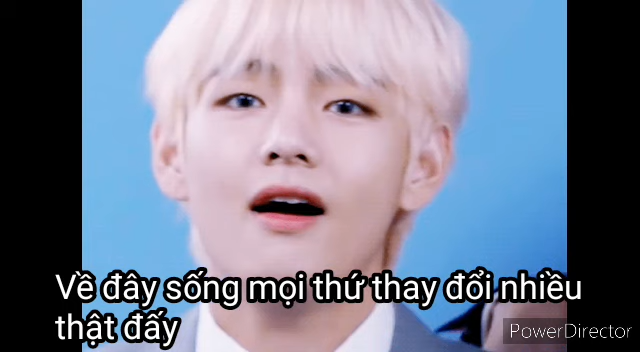 Về đây sống mọi thứ thay đổi nhiều
thật đấy
PowerDirector